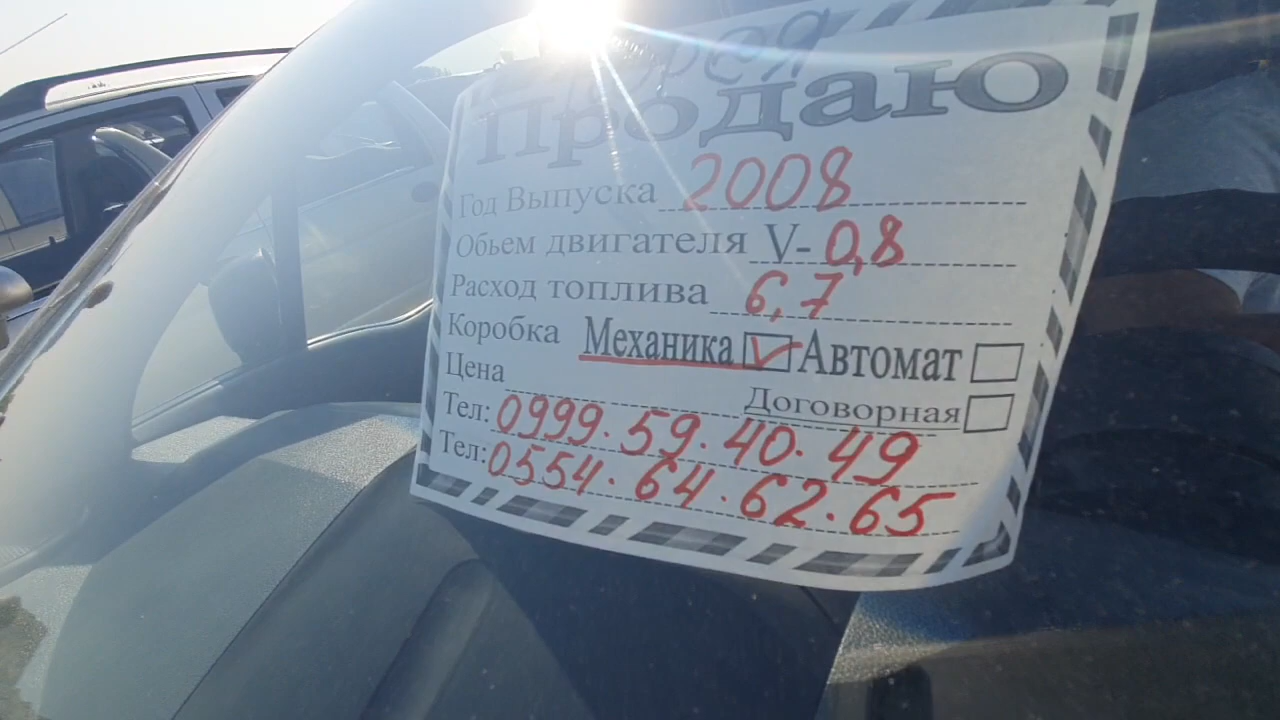 Продаю
Год Выпуска 2008
Обьем двигателя V- 0,8
Расход топлива 6,7
Коробка Механика Автомат
Цена
Договорная
Тел: 0999.59.40.49
Тел: 0554.64.62.65